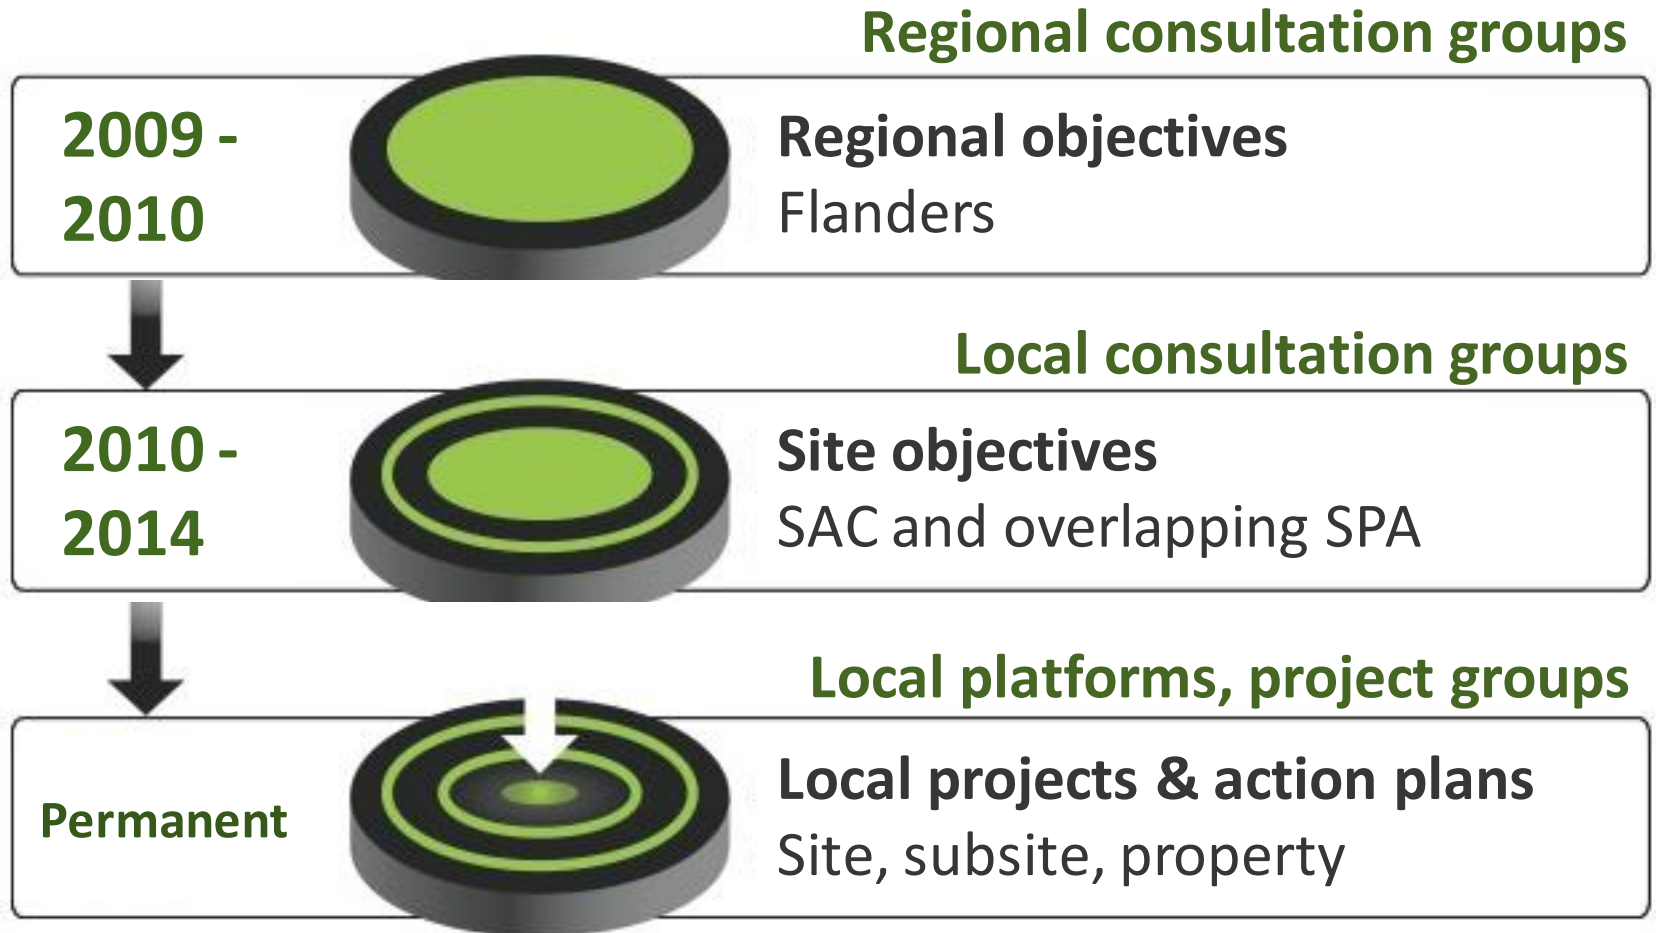 Regional consultation groups
2009 -
2010
Regional objectives
Flanders
Local consultation groups
2010 -
2014
Site objectives
SAC and overlapping SPA
Local platforms, project groups
Permanent
Local projects & action plans
Site, subsite, property